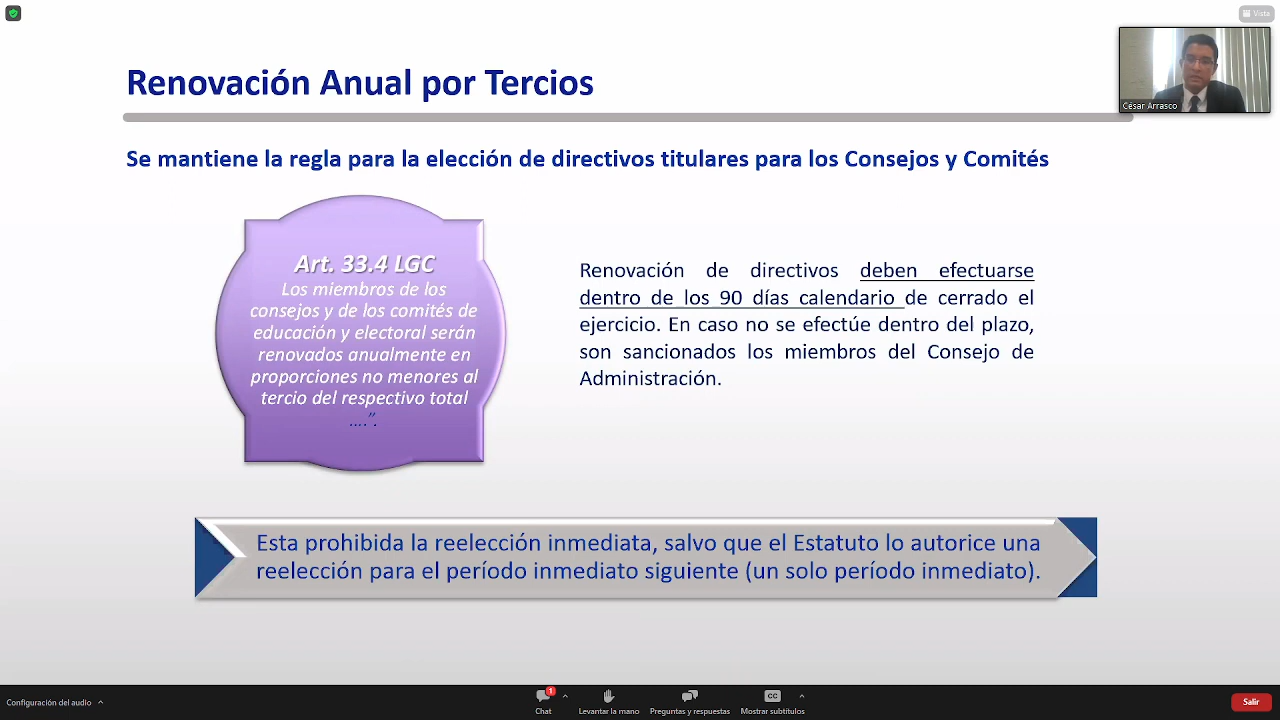 Vista
Renovación Anual por Tercios
César Arrasco
Se mantiene la regla para la elección de directivos titulares para los Consejos y Comités
Art. 33.4 LGC
Los miembros de los
consejos y de los comités de
educación y electoral serán
renovados anualmente en
proporciones no menores al
tercio del respectivo total
....”.
Renovación de directivos deben efectuarse
dentro de los 90 días calendario de cerrado el
ejercicio. En caso no se efectúe dentro del plazo,
son sancionados los miembros del Consejo de
Administración.
Esta prohibida la reelección inmediata, salvo que el Estatuto lo autorice una
reelección para el período inmediato siguiente (un solo período inmediato).
Configuración del audio
1
Chat
Levantar la mano
Preguntas y respuestas
CC
Mostrar subtítulos
Salir